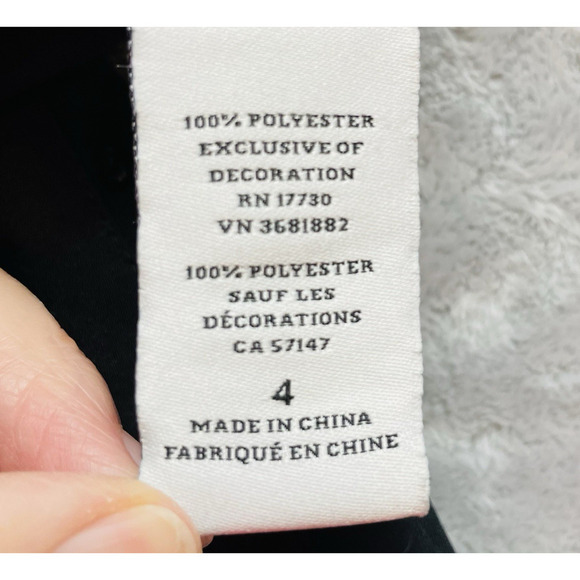 100% POLYESTER
EXCLUSIVE OF
DECORATION
RN 17730
VN 3681882
100% POLYESTER
SAUF LES
DÉCORATIONS
CA 57147
4
MADE IN CHINA
FABRIQUÉ EN CHINE